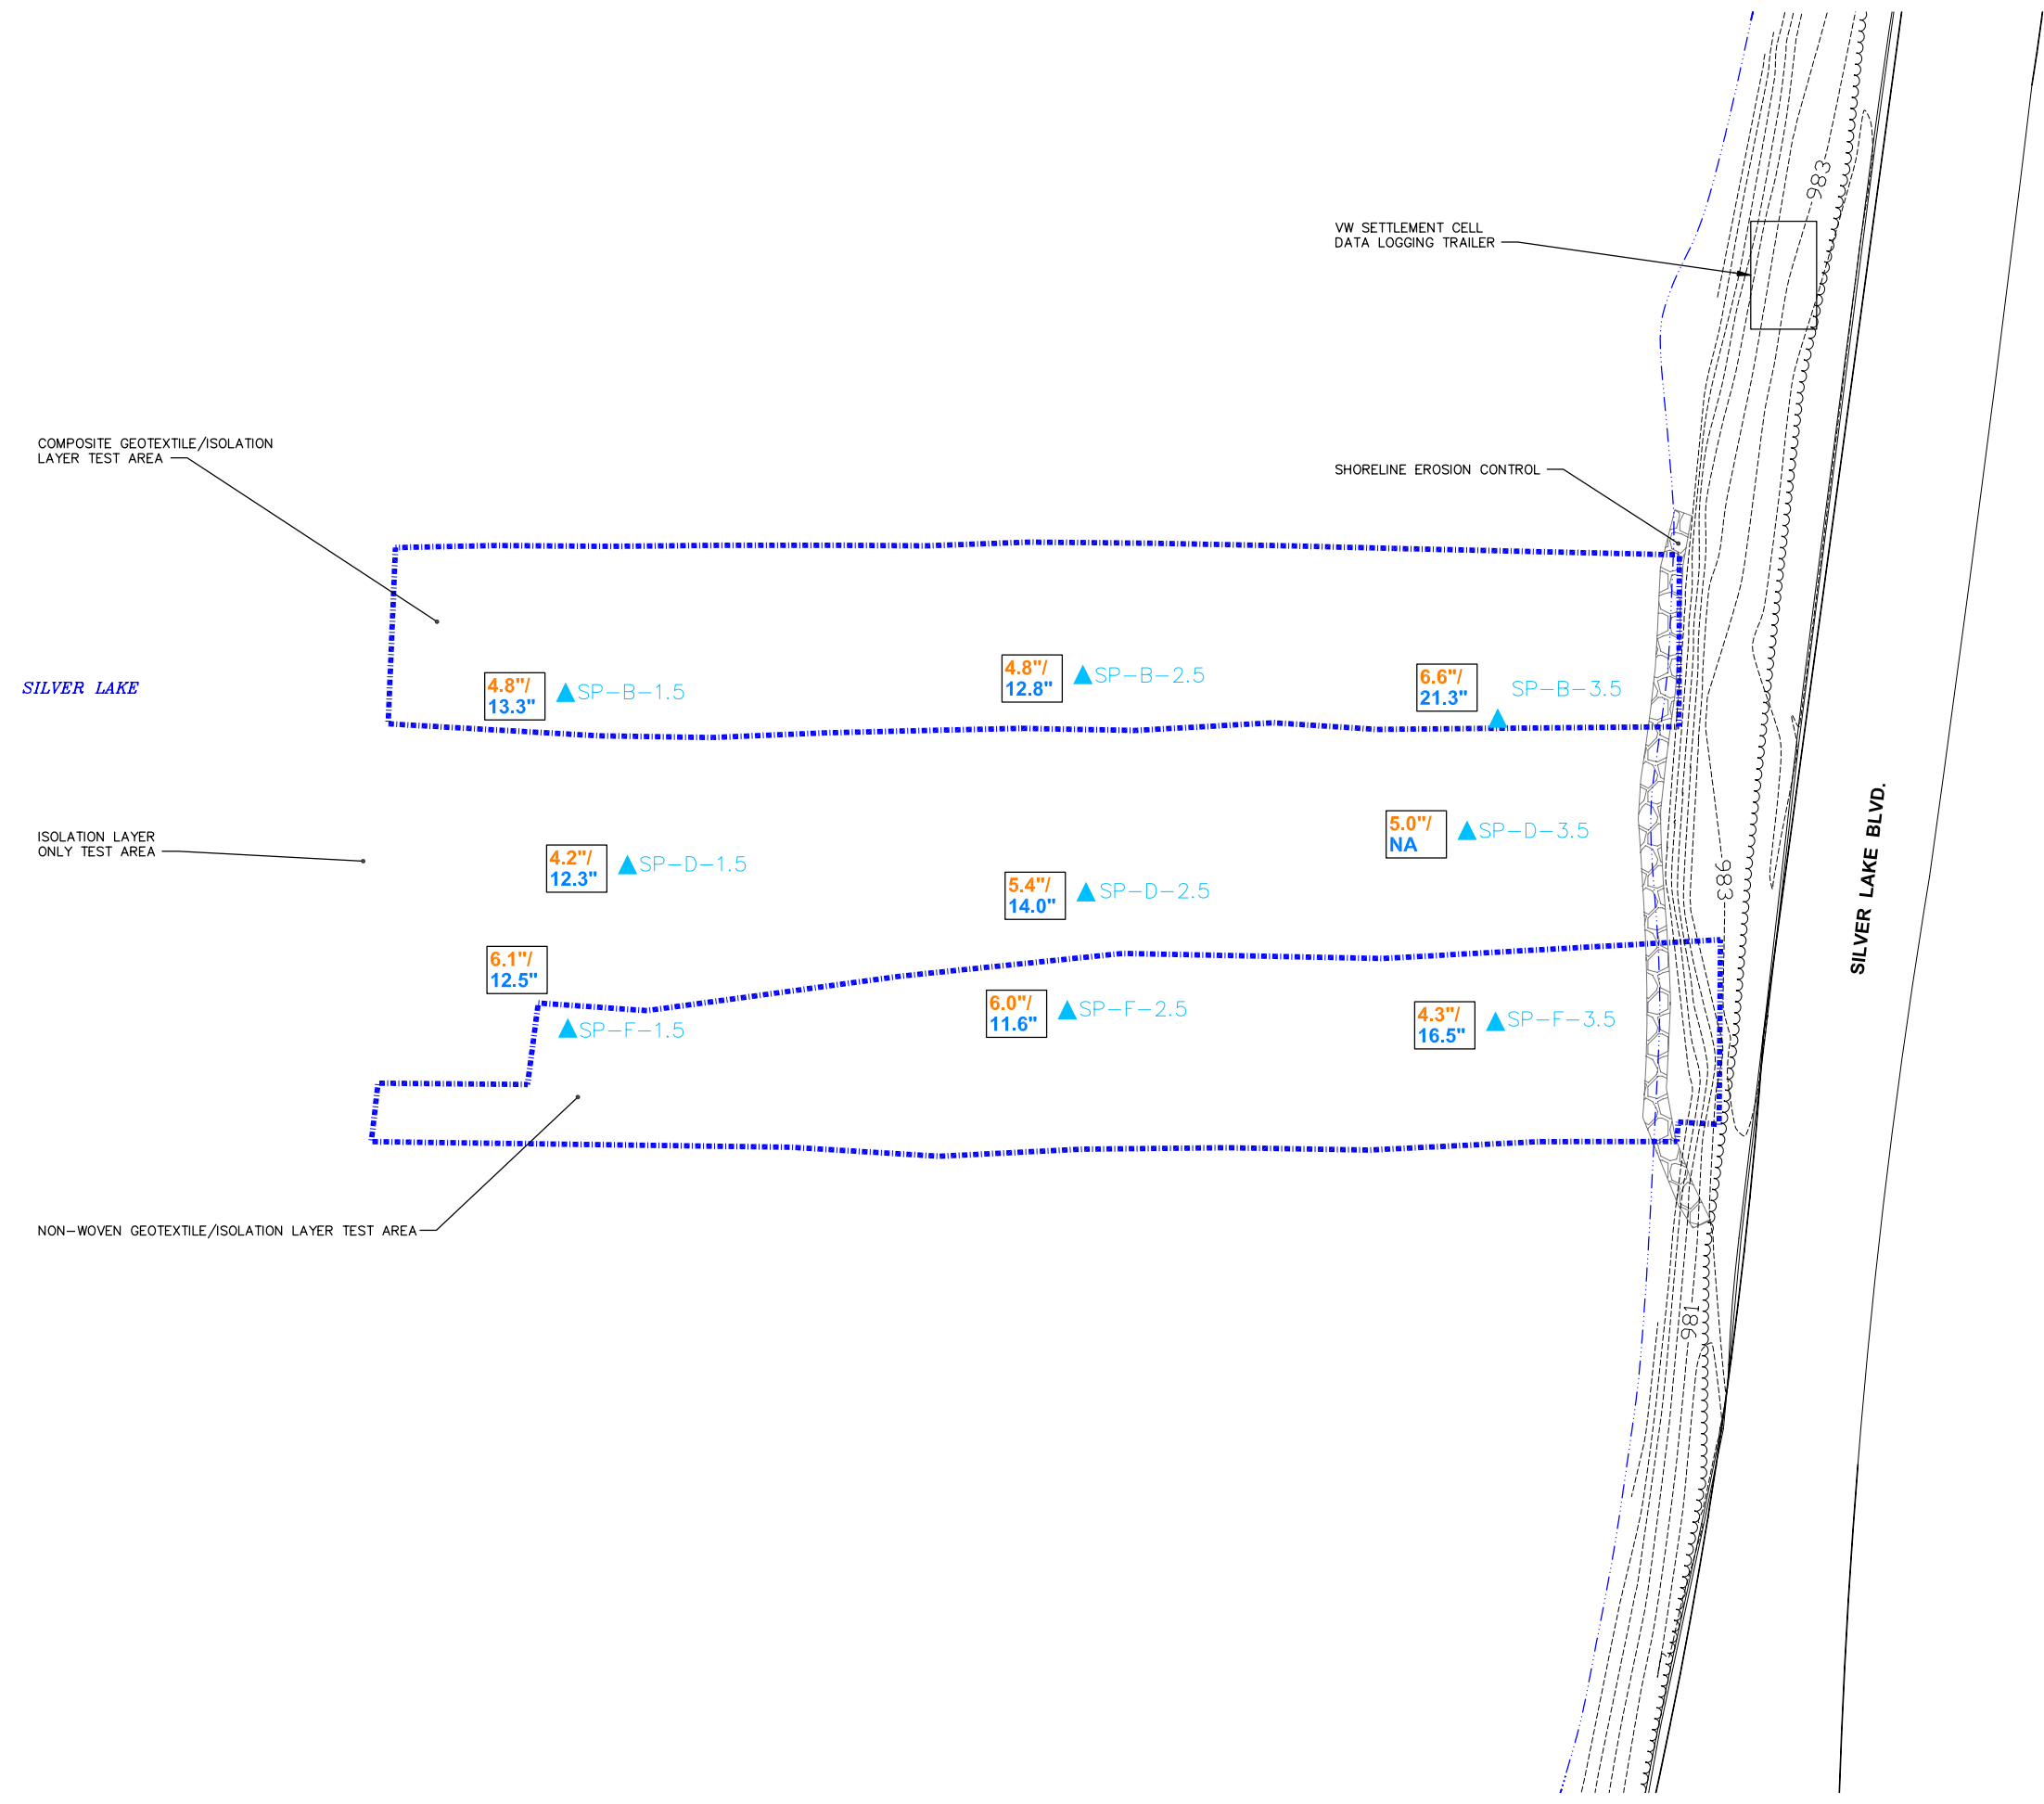 983
VW SETTLEMENT CELL
DATA LOGGING TRAILER
COMPOSITE GEOTEXTILE/ISOLATION
LAYER TEST AREA
SHORELINE EROSION CONTROL
SILVER LAKE
4.8"/
13.3"
SP-B-1.5
4.8"/
12.8"
SP-B-2.5
6.6"/
21.3"
SP-B-3.5
ISOLATION LAYER
ONLY TEST AREA
4.2"/
12.3"
SP-D-1.5
5.4"/
14.0"
SP-D-2.5
5.0"/
NA
SP-D-3.5
983
SILVER LAKE BLVD.
6.1"/
12.5"
SP-F-1.5
6.0"/
11.6"
SP-F-2.5
4.3"/
16.5"
SP-F-3.5
NON-WOVEN GEOTEXTILE/ISOLATION LAYER TEST AREA
981